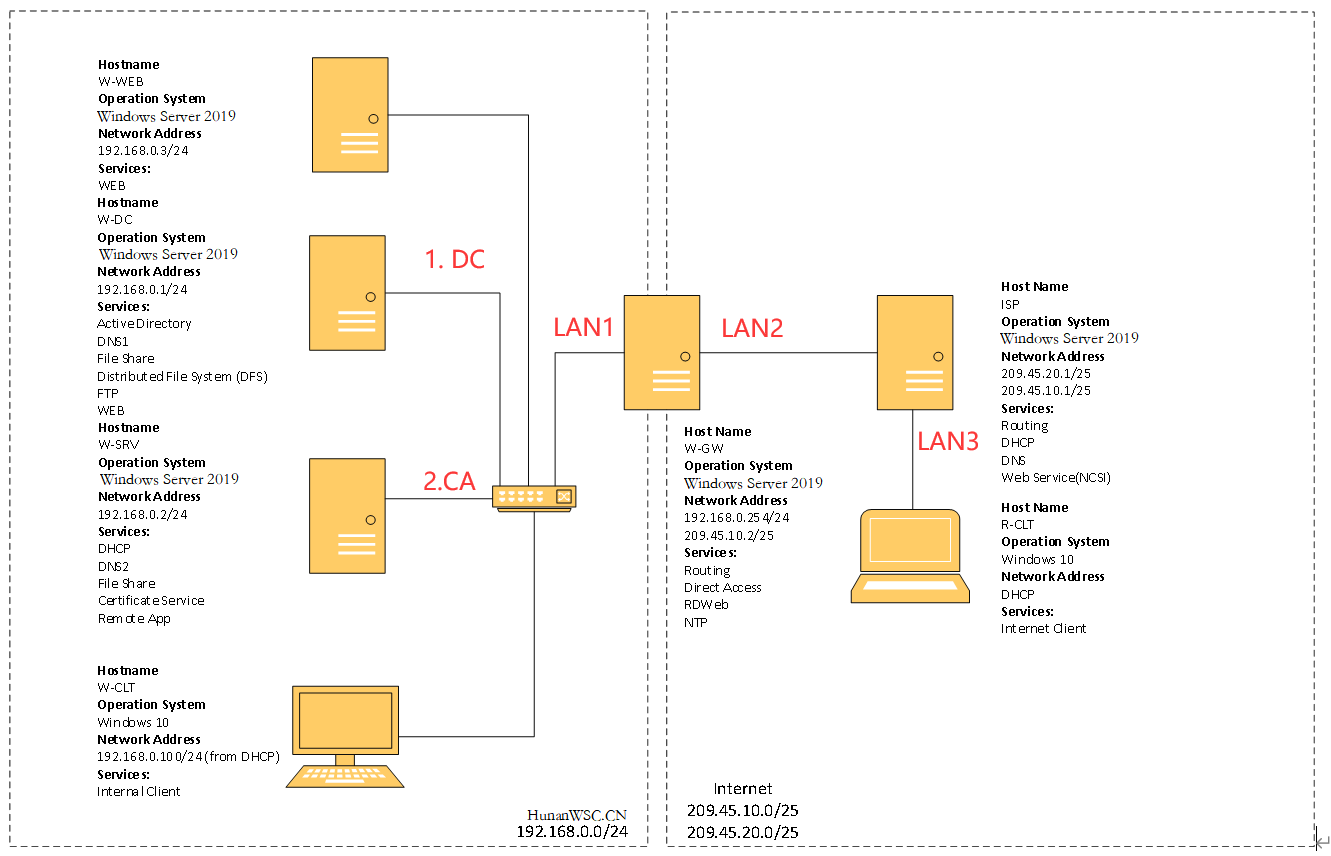 Hostname
W-WEB
Operation System
Windows Server 2019
Network Address
192.168.0.3/24
Services:
WEB
Hostname
W-DC
Operation System
Windows Server 2019
Network Address
192.168.0.1/24
Services:
Active Directory
DNS1
File Share
Distributed File System (DFS)
FTP
WEB
Hostname
W-SRV
Operation System
Windows Server 2019
Network Address
192.168.0.2/24
Services:
DHCP
DNS2
File Share
Certificate Service
Remote App
Hostname
W-CLT
Operation System
Windows 10
Network Address
192.168.0.100/24 (from DHCP)
Services:
Internal Client
1. DC
2.CA
LAN1
LAN2
LAN3
Host Name
W-GW
Operation System
Windows Server 2019
Network Address
192.168.0.254/24
209.45.10.2/25
Services:
Routing
Direct Access
RDWeb
NTP
Host Name
ISP
Operation System
Windows Server 2019
Network Address
209.45.20.1/25
209.45.10.1/25
Services:
Routing
DHCP
DNS
Web Service(NCSI)
Host Name
R-CLT
Operation System
Windows 10
Network Address
DHCP
Services:
Internet Client
HunanWSC.CN
192.168.0.0/24
Internet
209.45.10.0/25
209.45.20.0/25